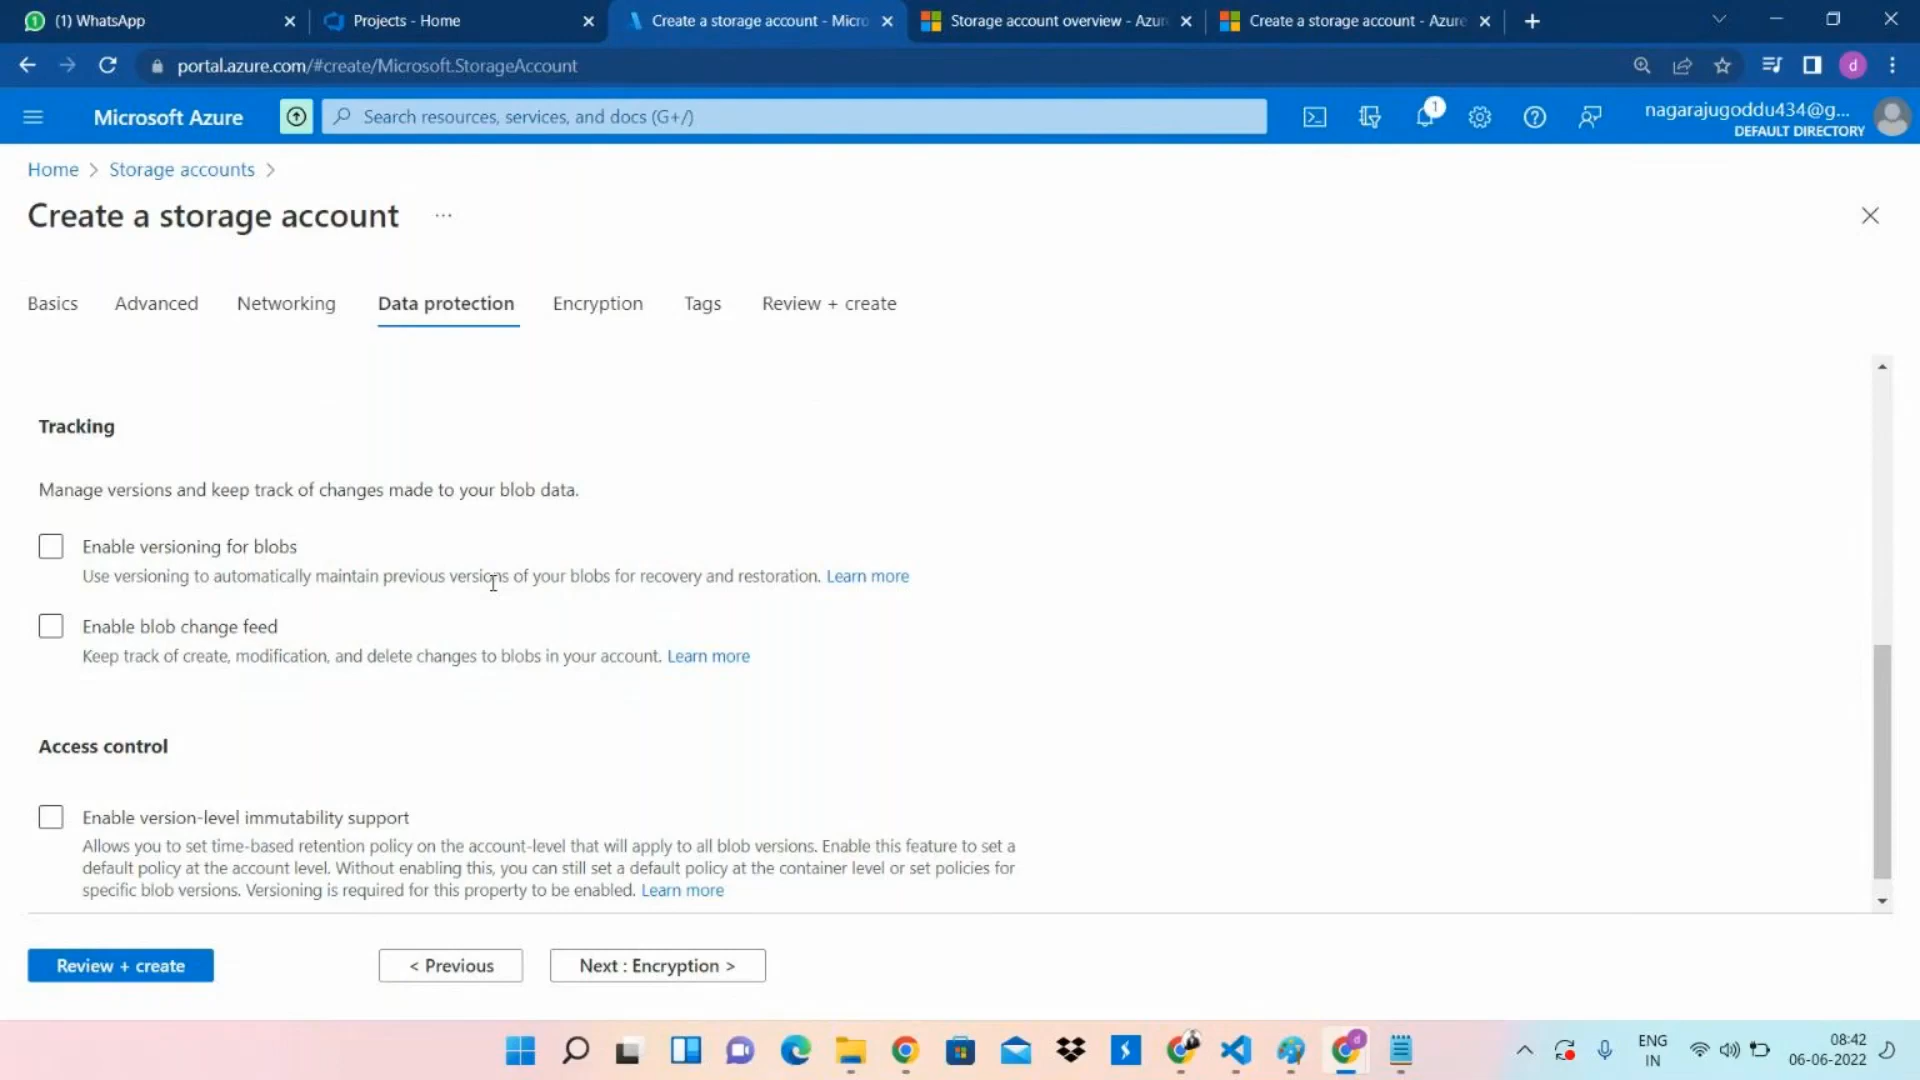 (1) WhatsApp
Projects - Home
Create a storage account - Micro
Storage account overview - Azur
Create a storage account - Azure
portal.azure.com/#create/Microsoft.StorageAccount
d
Microsoft Azure
Search resources, services, and docs (G+/)
1
nagarajugoddu434@g...
DEFAULT DIRECTORY
Home > Storage accounts >
Create a storage account ...
Basics Advanced Networking Data protection Encryption Tags Review + create
Tracking
Manage versions and keep track of changes made to your blob data.
Enable versioning for blobs
Use versioning to automatically maintain previous versions of your blobs for recovery and restoration. Learn more
Enable blob change feed
Keep track of create, modification, and delete changes to blobs in your account. Learn more
Access control
Enable version-level immutability support
Allows you to set time-based retention policy on the account-level that will apply to all blob versions. Enable this feature to set a
default policy at the account level. Without enabling this, you can still set a default policy at the container level or set policies for
specific blob versions. Versioning is required for this property to be enabled. Learn more
Review + create
< Previous
Next : Encryption >
ENG
IN
08:42
06-06-2022